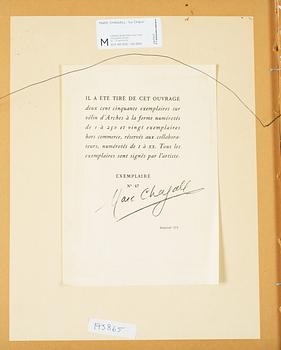 MARC CHAGALL "Le Cirque"
M
IL A ÉTÉ TIRÉ DE CET OUVRAGE
deux cent cinquante exemplaires sur
vélin d'Arches à la forme numérotés
de 1 à 250 et vingt exemplaires
hors commerce, réservés aux collabora-
teurs, numérotés de I à XX. Tous les
exemplaires sont signés par l'artiste.
EXEMPLAIRE
N° 67
Marc Chagall
193865